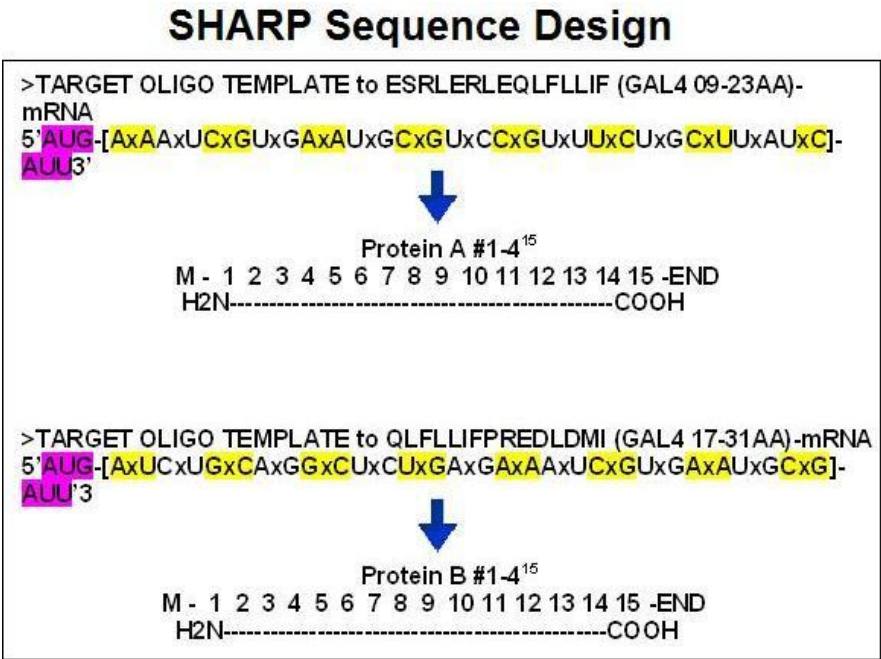 SHARP Sequence Design
>TARGET OLIGO TEMPLATE to ESRLERLEQLFLLIF (GAL4 09-23AA)-
mRNA
5'AUG-[AxAAxUCxGUxGAxAUxGCxGUxCCxGUxUUxCUxGCxUUxAUxC]-
AUU3'
Protein A #1-4¹⁵
M - 1 2 3 4 5 6 7 8 9 10 11 12 13 14 15 -END
H2N------------------------------------------------COOH
>TARGET OLIGO TEMPLATE to QLFLLIFPREDLDMI (GAL4 17-31AA)-mRNA
5'AUG-[AxUCxUGxCAxGGxCUxCUxGAxGAxAAxUCxGUxGAxAUxGCxG]-
AUU'3
Protein B #1-4¹⁵
M - 1 2 3 4 5 6 7 8 9 10 11 12 13 14 15 -END
H2N-----------------------------------------------COOH